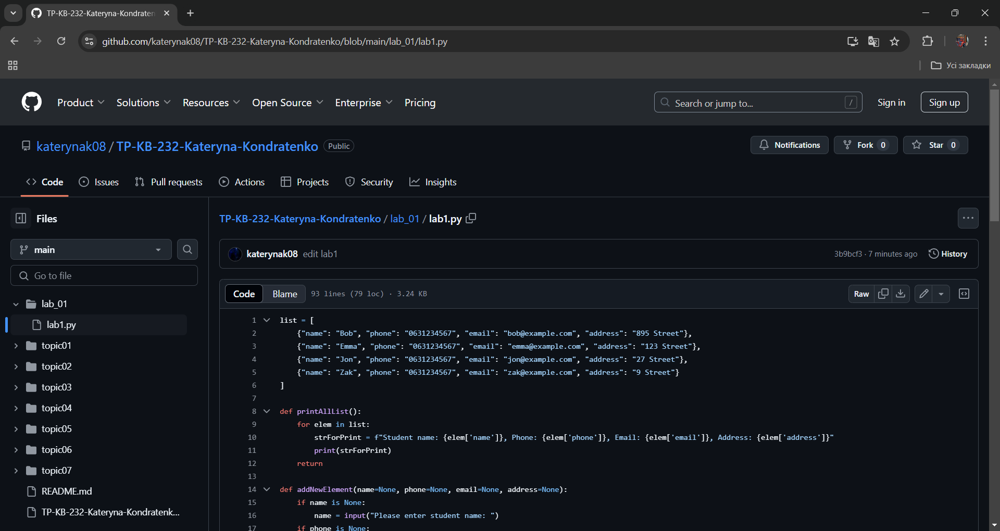 TP-KB-232-Kateryna-Kondraten
github.com/katerynak08/TP-KB-232-Kateryna-Kondratenko/blob/main/lab_01/lab1.py
Усі закладки
Product Solutions Resources Open Source Enterprise Pricing
Search or jump to... /
Sign in
Sign up
katerynak08 / TP-KB-232-Kateryna-Kondratenko Public
Notifications
Fork 0
Star 0
Code Issues Pull requests Actions Projects Security Insights
Files
main
Go to file
lab_01
lab1.py
topic01
topic02
topic03
topic04
topic05
topic06
topic07
README.md
TP-KB-232-Kateryna-Kondratenk...
TP-KB-232-Kateryna-Kondratenko / lab_01 / lab1.py
katerynak08 edit lab1
3b9bcf3 · 7 minutes ago
History
Code Blame 93 lines (79 loc) · 3.24 KB
Raw
1 list = [
2 {"name": "Bob", "phone": "0631234567", "email": "bob@example.com", "address": "895 Street"},
3 {"name": "Emma", "phone": "0631234567", "email": "emma@example.com", "address": "123 Street"},
4 {"name": "Jon", "phone": "0631234567", "email": "jon@example.com", "address": "27 Street"},
5 {"name": "Zak", "phone": "0631234567", "email": "zak@example.com", "address": "9 Street"}
6 ]
7
8 def printAllList():
9 for elem in list:
10 strForPrint = f"Student name: {elem['name']}, Phone: {elem['phone']}, Email: {elem['email']}, Address: {elem['address']}"
11 print(strForPrint)
12 return
13
14 def addNewElement(name=None, phone=None, email=None, address=None):
15 if name is None:
16 name = input("Please enter student name: ")
17 if phone is None: